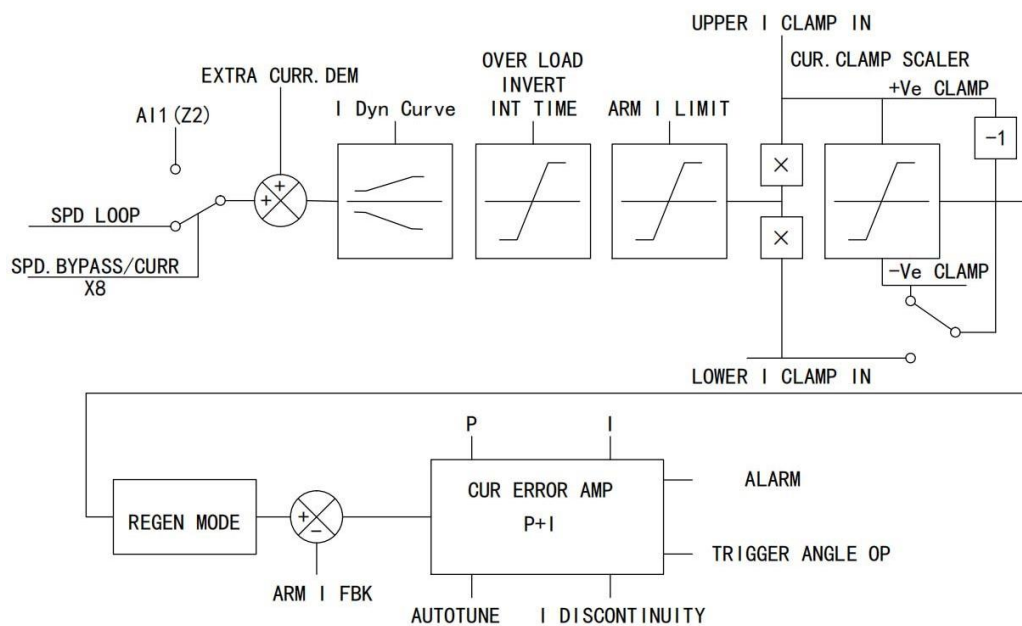 UPPER I CLAMP IN
CUR.CLAMP SCALER
OVER LOAD
INVERT
INT TIME
EXTRA CURR.DEM
+Ve CLAMP
AI1(Z2)
I Dyn Curve
ARM I LIMIT
-1
+
+
×
SPD LOOP
×
SPD.BYPASS/CURR
X8
-Ve CLAMP
LOWER I CLAMP IN
P
I
CUR ERROR AMP
P+I
ALARM
REGEN MODE
+
-
TRIGGER ANGLE OP
ARM I FBK
AUTOTUNE
I DISCONTINUITY